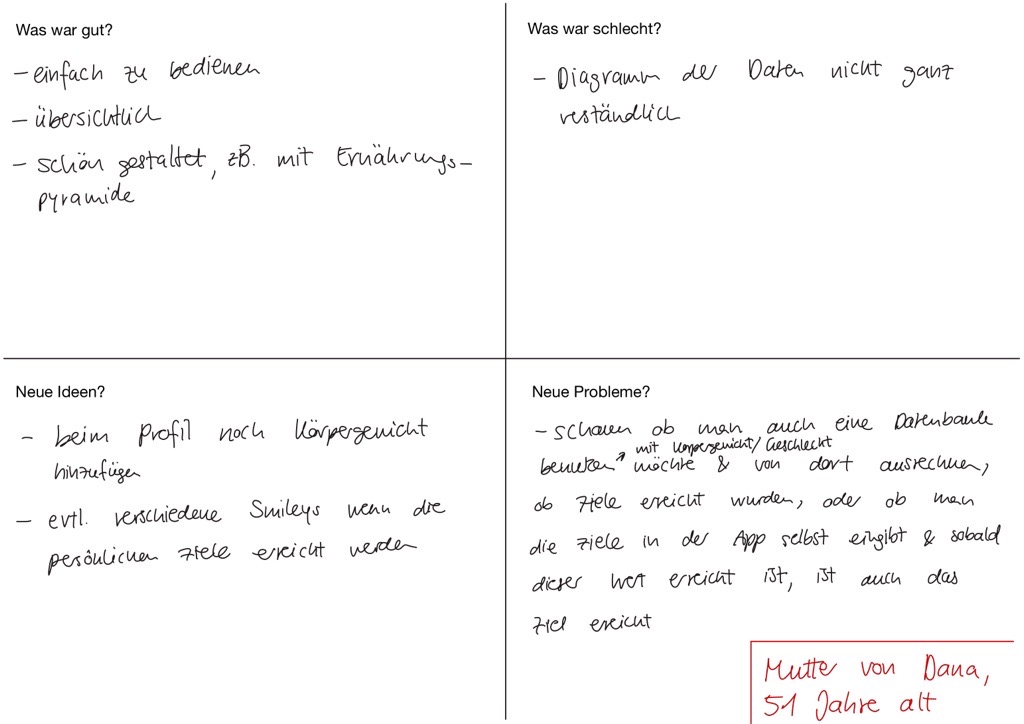 Was war gut?
- einfach zu bedienen
- übersichtlich
- schön gestaltet, zB. mit Ernährungs-
pyramide
Was war schlecht?
- Diagramm der Daten nicht ganz
veständlich
Neue Ideen?
- beim Profil noch Körpergewicht
hinzufügen
- evtl. verschiedene Smileys wenn die
persönlichen Ziele erreicht werden
Neue Probleme?
- schauen ob man auch eine Datenbank
mit Körpergewicht/Geschlecht
benutzen möchte & von dort ausrechnen,
ob Ziele erreicht wurden, oder ob man
die Ziele in der App selbst eingibt & sobald
dieser Wert erreicht ist, ist auch das
Ziel erreicht
Mutter von Dana,
51 Jahre alt